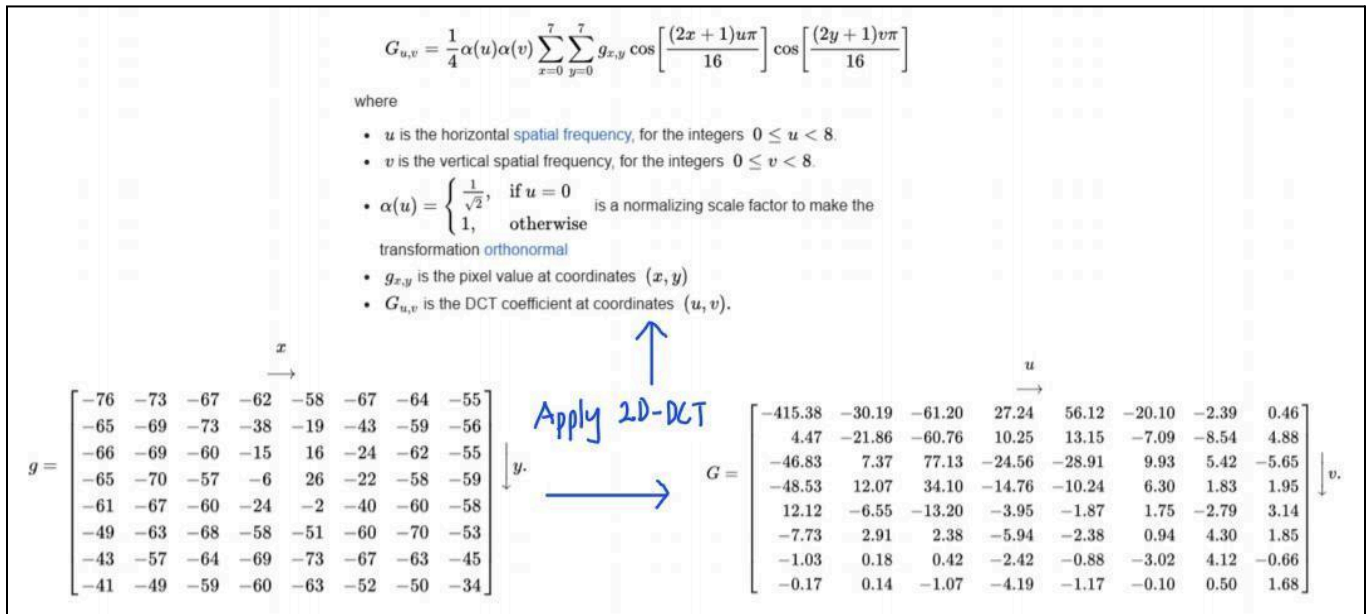 G_{u,v} = \frac{1}{4}α(u)α(v) \sum_{x=0}^{7} \sum_{y=0}^{7} g_{x,y} cos[\frac{(2x+1)uπ}{16}] cos[\frac{(2y+1)vπ}{16}]
where
• u is the horizontal spatial frequency, for the integers 0 ≤ u < 8.
• v is the vertical spatial frequency, for the integers 0 ≤ v < 8.
• α(u) = { \frac{1}{\sqrt{2}}, if u = 0
1, otherwise
is a normalizing scale factor to make the
transformation orthonormal
• g_{x,y} is the pixel value at coordinates (x, y)
• G_{u,v} is the DCT coefficient at coordinates (u, v).
x →
g =
−76 −73 −67 −62 −58 −67 −64 −55
−65 −69 −73 −38 −19 −43 −59 −56
−66 −69 −60 −15 16 −24 −62 −55
−65 −70 −57 −6 26 −22 −58 −59
−61 −67 −60 −24 −2 −40 −60 −58
−49 −63 −68 −58 −51 −60 −70 −53
−43 −57 −64 −69 −73 −67 −63 −45
−41 −49 −59 −60 −63 −52 −50 −34
↓ y.
Apply 2D-DCT
u →
G =
−415.38 −30.19 −61.20 27.24 56.12 −20.10 −2.39 0.46
4.47 −21.86 −60.76 10.25 13.15 −7.09 −8.54 4.88
−46.83 7.37 77.13 −24.56 −28.91 9.93 5.42 −5.65
−48.53 12.07 34.10 −14.76 −10.24 6.30 1.83 1.95
12.12 −6.55 −13.20 −3.95 −1.87 1.75 −2.79 3.14
−7.73 2.91 2.38 −5.94 −2.38 0.94 4.30 1.85
−1.03 0.18 0.42 −2.42 −0.88 −3.02 4.12 −0.66
−0.17 0.14 −1.07 −4.19 −1.17 −0.10 0.50 1.68
↓ v.